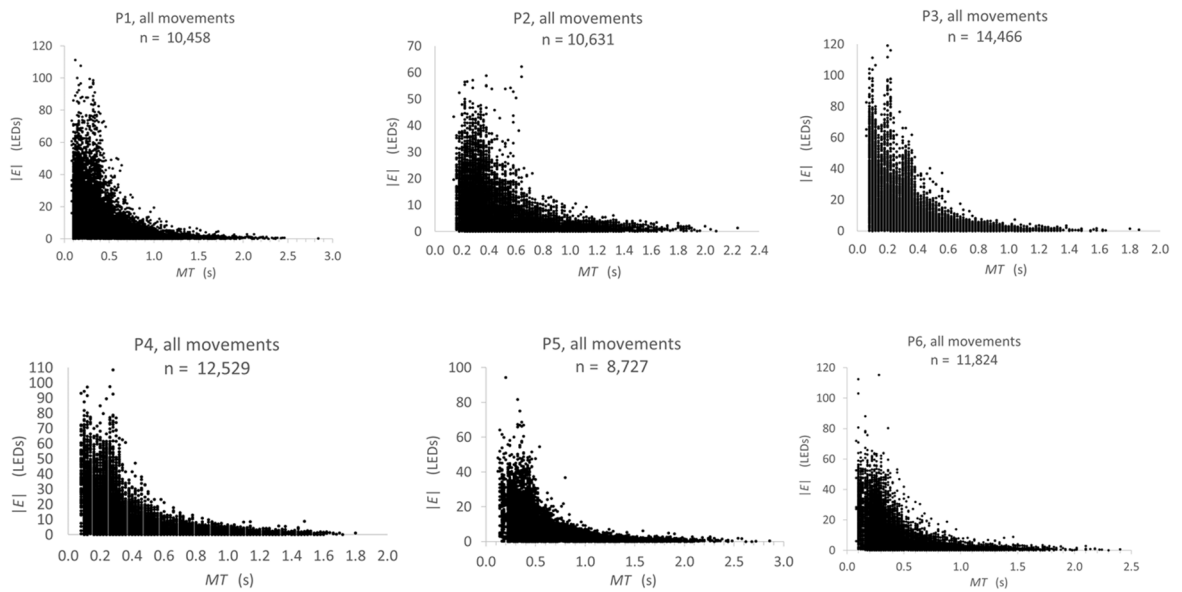 P1, all movements
n = 10,458
120
100
80
60
40
20
0
|E| (LEDs)
0.0 0.5 1.0 1.5 2.0 2.5 3.0
MT (s)
P2, all movements
n = 10,631
70
60
50
40
30
20
10
0
|E| (LEDs)
0.0 0.2 0.4 0.6 0.8 1.0 1.2 1.4 1.6 1.8 2.0 2.2 2.4
MT (s)
P3, all movements
n = 14,466
120
100
80
60
40
20
0
|E| (LEDs)
0.0 0.2 0.4 0.6 0.8 1.0 1.2 1.4 1.6 1.8 2.0
MT (s)
P4, all movements
n = 12,529
110
100
90
80
70
60
50
40
30
20
10
0
|E| (LEDs)
0.0 0.2 0.4 0.6 0.8 1.0 1.2 1.4 1.6 1.8 2.0
MT (s)
P5, all movements
n = 8,727
100
80
60
40
20
0
|E| (LEDs)
0.0 0.5 1.0 1.5 2.0 2.5 3.0
MT (s)
P6, all movements
n = 11,824
120
100
80
60
40
20
0
|E| (LEDs)
0.0 0.5 1.0 1.5 2.0 2.5
MT (s)